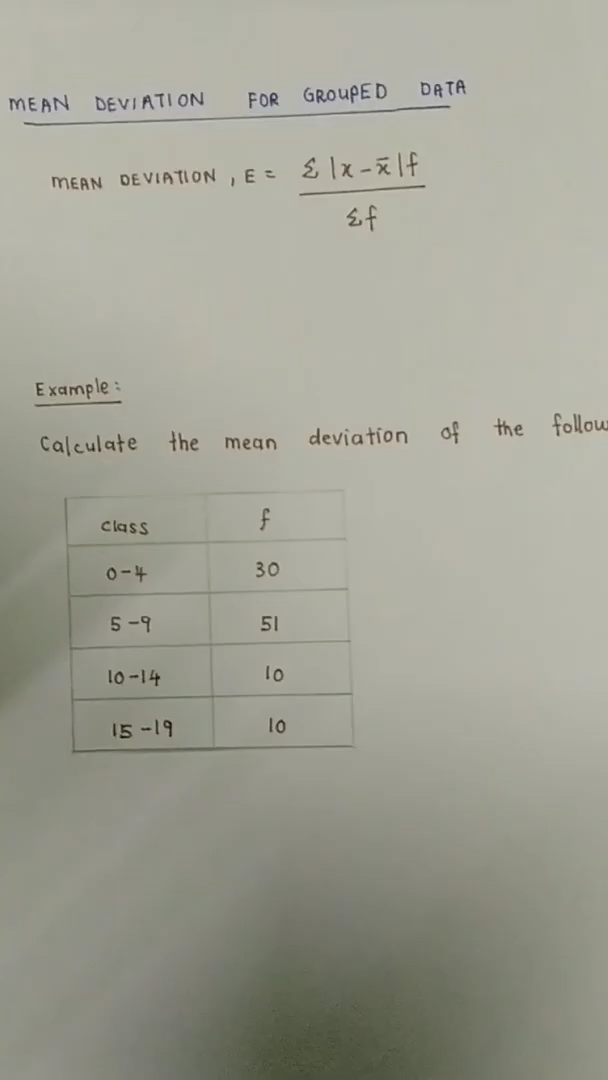 MEAN DEVIATION FOR GROUPED DATA
MEAN DEVIATION, E = Σ|x - x̄|f
Σf
Example:
Calculate the mean deviation of the follow
class f
0-4 30
5-9 51
10-14 10
15-19 10